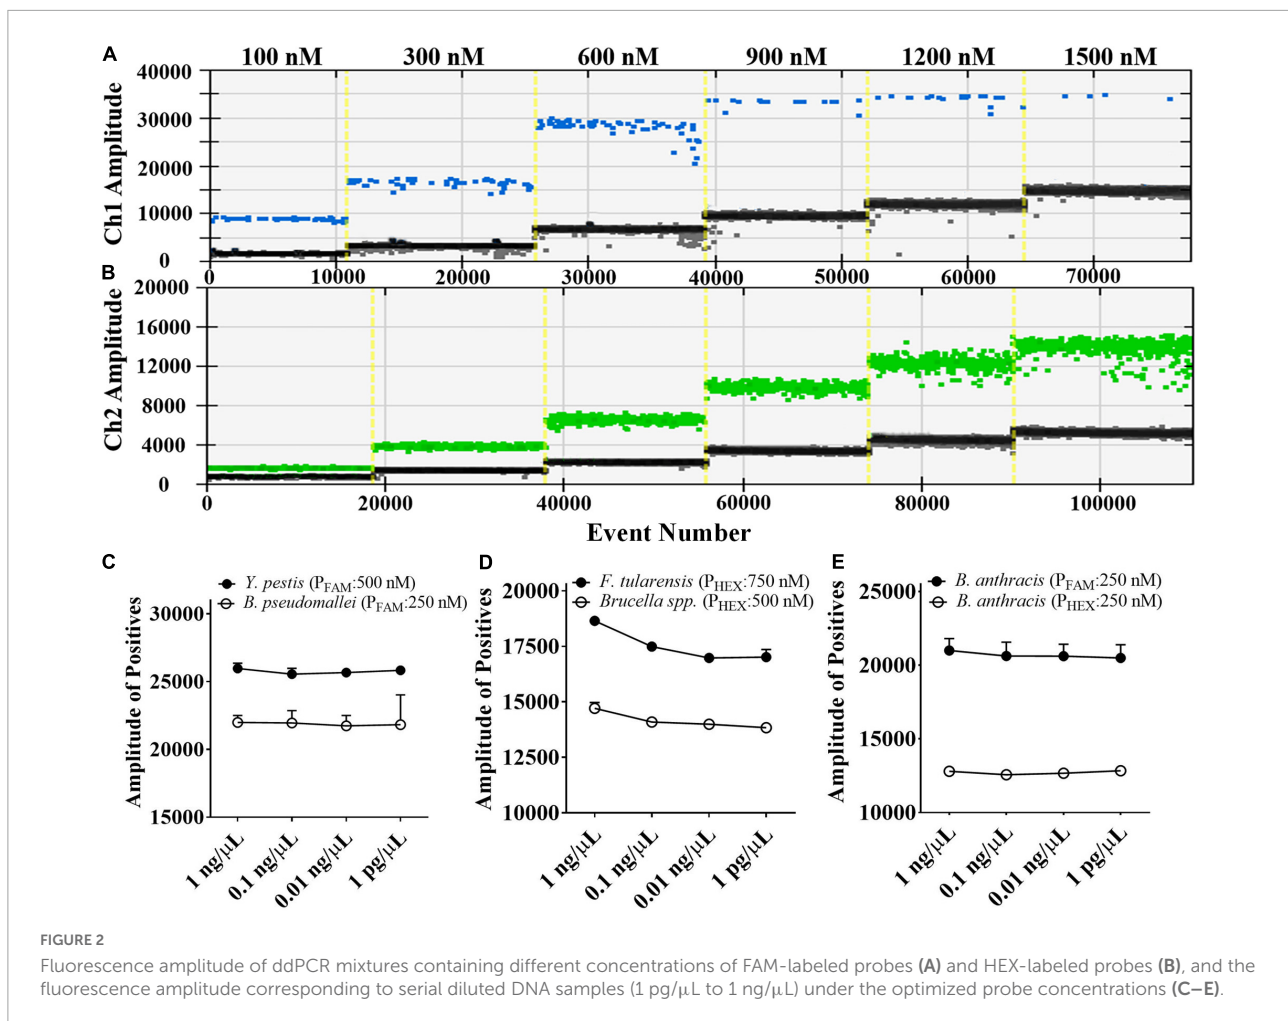 A
100 nM 300 nM 600 nM 900 nM 1200 nM 1500 nM
Ch1 Amplitude
40000
30000
20000
10000
0
0 10000 20000 30000 40000 50000 60000 70000
B
Ch2 Amplitude
20000
16000
12000
8000
4000
0
0 20000 40000 60000 80000 100000
Event Number
C
Y. pestis (PFAM:500 nM)
B. pseudomallei (PFAM:250 nM)
Amplitude of Positives
30000
25000
20000
15000
1 ng/μL 0.1 ng/μL 0.01 ng/μL 1 pg/μL
D
F. tularensis (PHEX:750 nM)
Brucella spp. (PHEX:500 nM)
Amplitude of Positives
20000
17500
15000
12500
10000
1 ng/μL 0.1 ng/μL 0.01 ng/μL 1 pg/μL
E
B. anthracis (PFAM:250 nM)
B. anthracis (PHEX:250 nM)
Amplitude of Positives
25000
20000
15000
10000
1 ng/μL 0.1 ng/μL 0.01 ng/μL 1 pg/μL
FIGURE 2
Fluorescence amplitude of ddPCR mixtures containing different concentrations of FAM-labeled probes (A) and HEX-labeled probes (B), and the
fluorescence amplitude corresponding to serial diluted DNA samples (1 pg/μL to 1 ng/μL) under the optimized probe concentrations (C–E).